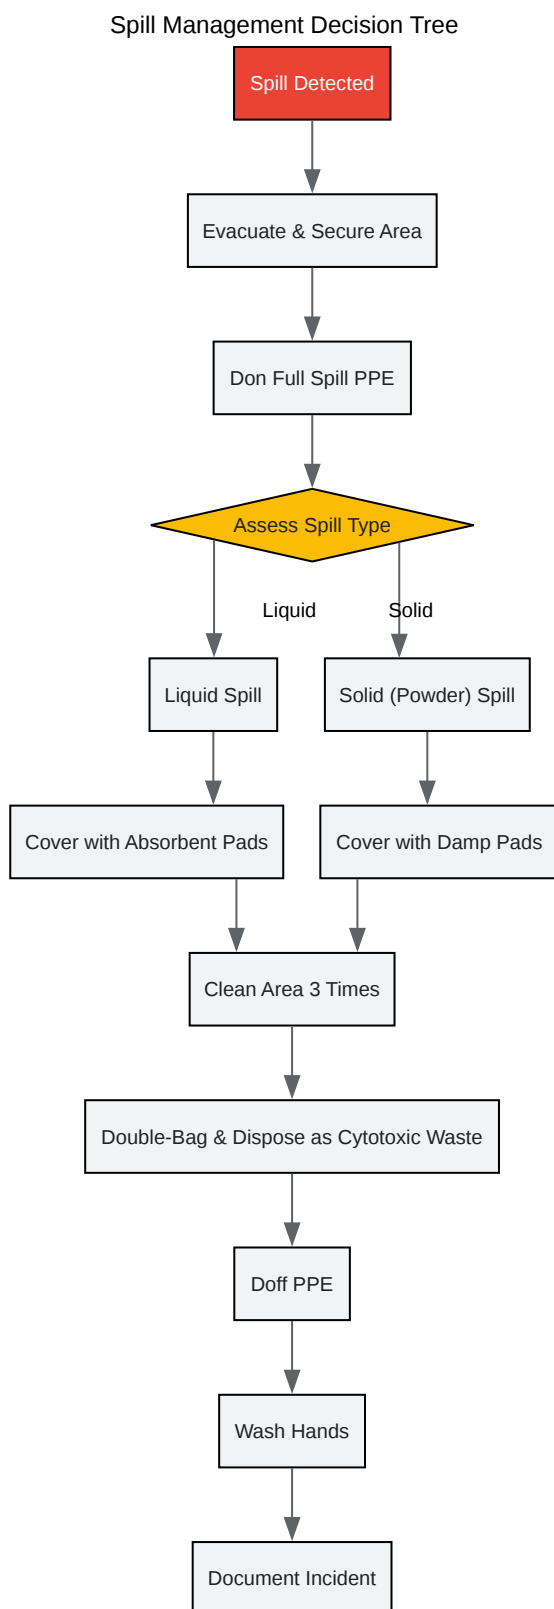 Spill Management Decision Tree
Spill Detected
Evacuate & Secure Area
Don Full Spill PPE
Assess Spill Type
Liquid
Solid
Liquid Spill
Solid (Powder) Spill
Cover with Absorbent Pads
Cover with Damp Pads
Clean Area 3 Times
Double-Bag & Dispose as Cytotoxic Waste
Doff PPE
Wash Hands
Document Incident